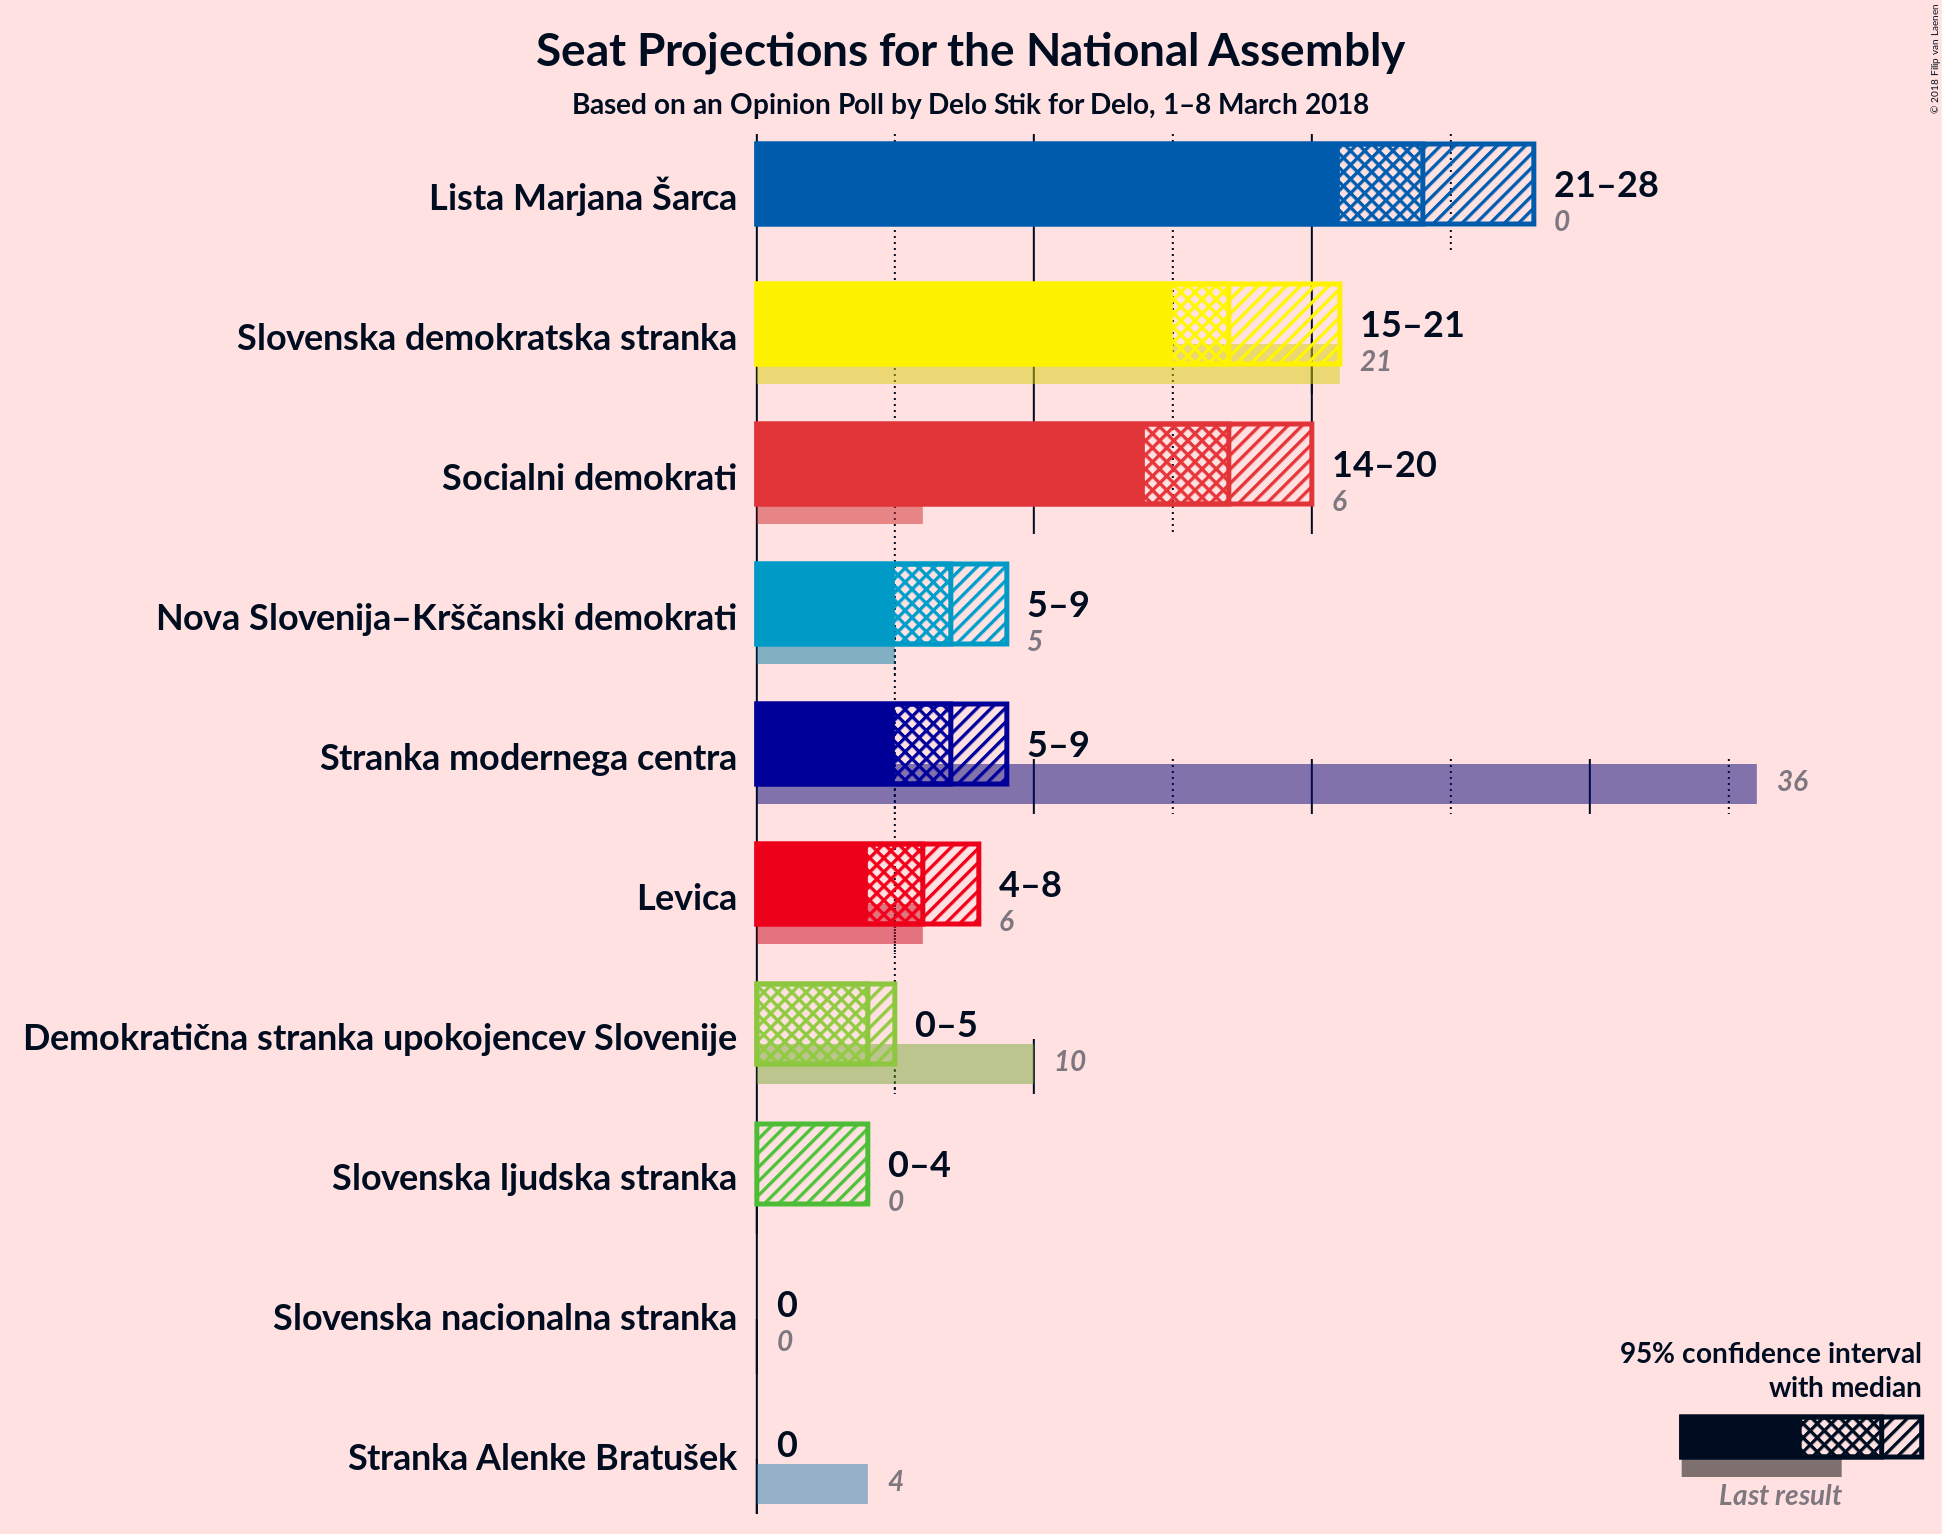 Seat Projections for the National Assembly
Based on an Opinion Poll by Delo Stik for Delo, 1–8 March 2018
© 2018 Filip van Laenen
Lista Marjana Šarca
21–28
0
Slovenska demokratska stranka
15–21
21
Socialni demokrati
14–20
6
Nova Slovenija–Krščanski demokrati
5–9
5
Stranka modernega centra
5–9
36
Levica
4–8
6
Demokratična stranka upokojencev Slovenije
0–5
10
Slovenska ljudska stranka
0–4
0
Slovenska nacionalna stranka
0
0
Stranka Alenke Bratušek
0
4
95% confidence interval
with median
Last result